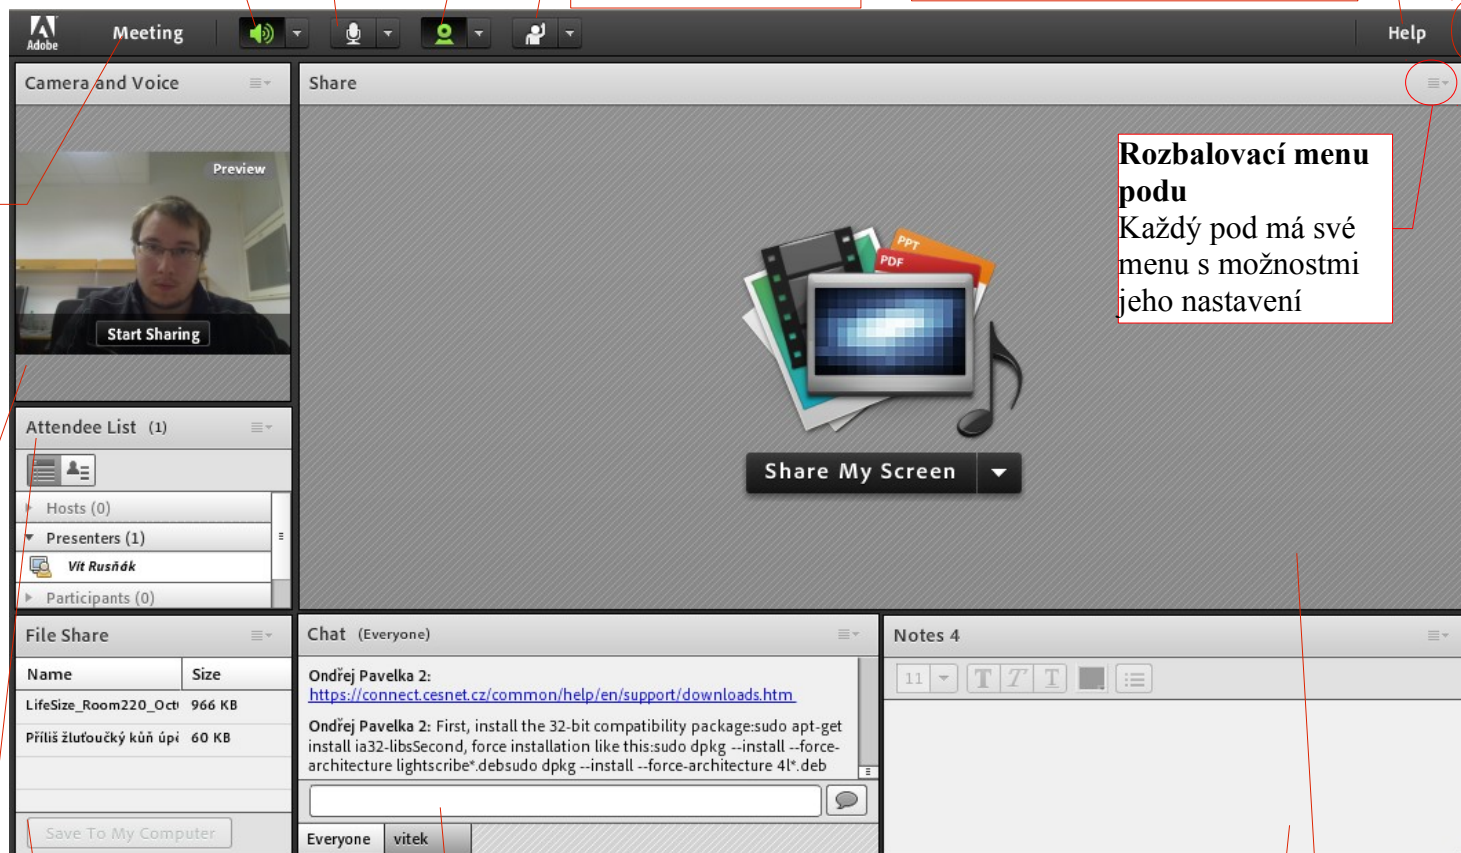 Adobe
Meeting
Help
Camera and Voice
Preview
Start Sharing
Share
PPT
PDF
Share My Screen
Rozbalovací menu
podu
Každý pod má své
menu s možnostmi
jeho nastavení
Attendee List (1)
Hosts (0)
Presenters (1)
Vít Rusňák
Participants (0)
File Share
Name Size
LifeSize_Room220_Oct 966 KB
Příliš žluťoučký kůň úpě 60 KB
Save To My Computer
Chat (Everyone)
Ondřej Pavelka 2:
https://connect.cesnet.cz/common/help/en/support/downloads.htm
Ondřej Pavelka 2: First, install the 32-bit compatibility package:sudo apt-get
install ia32-libsSecond, force installation like this:sudo dpkg --install --force-
architecture lightscribe*.debsudo dpkg --install --force-architecture 4l*.deb
Everyone vitek
Notes 4
11 T T T